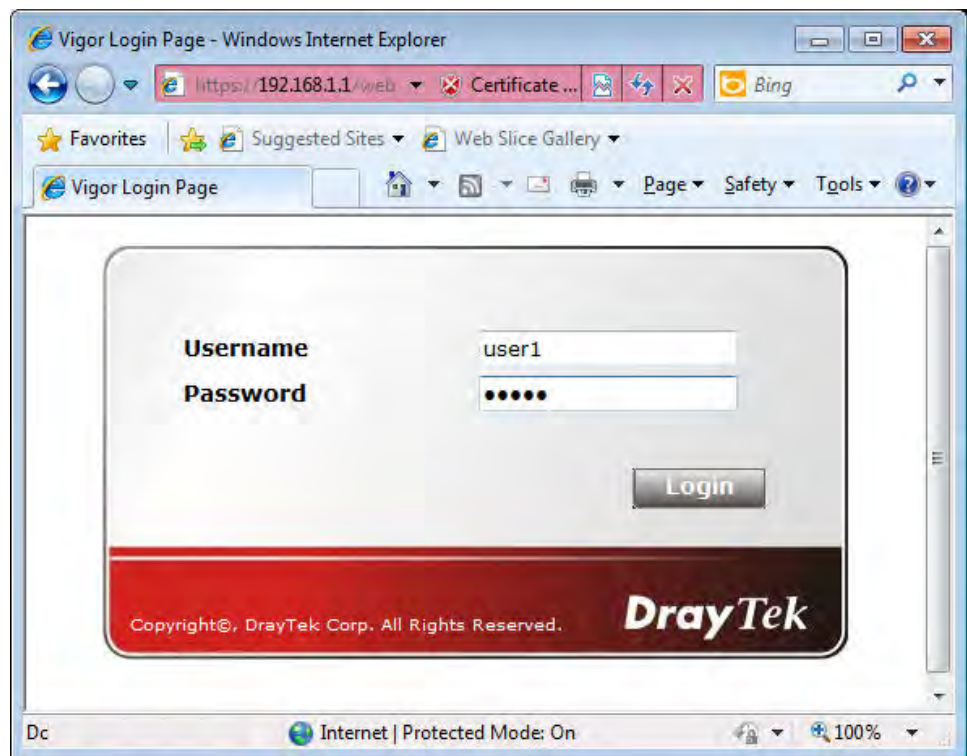 Vigor Login Page - Windows Internet Explorer
https://192.168.1.1/web Certificate ... Bing
Favorites Suggested Sites Web Slice Gallery
Vigor Login Page Page Safety Tools
Username user1
Password •••••
Login
Copyright©, DrayTek Corp. All Rights Reserved. DrayTek
Dc Internet | Protected Mode: On 100%